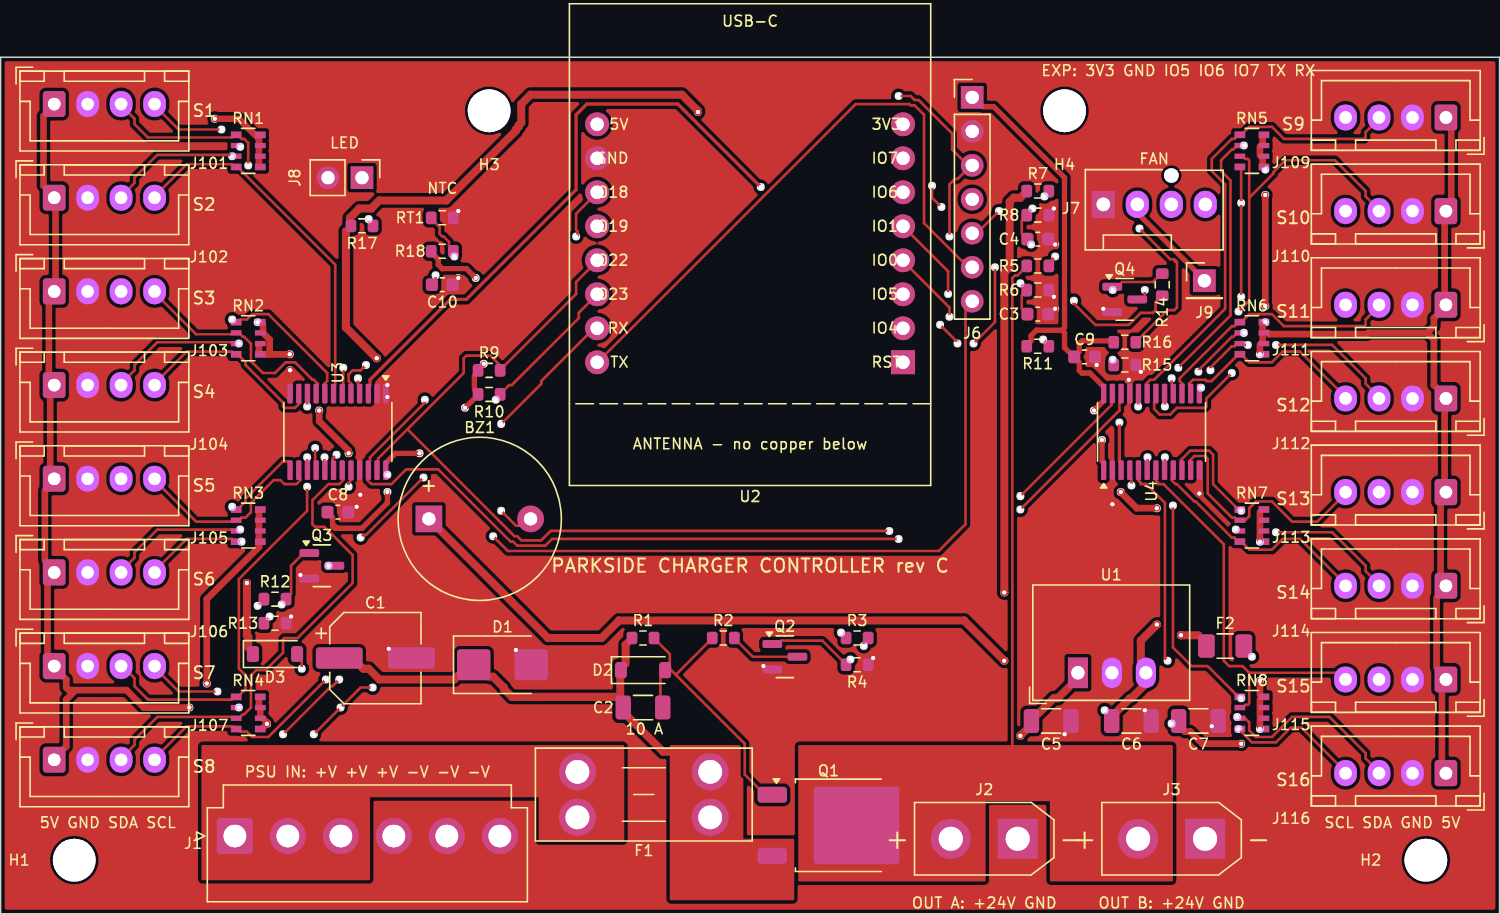 USB-C
EXP: 3V3 GND IO5 IO6 IO7 TX RX
S1
RN1
J101
LED
J8
H3
NTC
RT1
R17
R18
C10
S2
J102
S3
RN2
J103
S4
J104
U3
R9
R10
BZ1
+
5V
GND
D18
D19
D22
D23
RX
TX
3V3
IO7
IO6
IO1
IO0
IO5
IO4
RST
ANTENNA – no copper below
U2
J6
H4
R7
R8
C4
R5
R6
C3
R11
J7
FAN
Q4
R14
J9
C9
R16
R15
RN5
S9
J109
S10
J110
S11
RN6
J111
S12
J112
S5
RN3
J105
S6
J106
C8
Q3
R12
R13
D3
C1
+
S7
RN4
J107
S8
PARKSIDE CHARGER CONTROLLER rev C
D1
R1
D2
C2
10 A
R2
Q2
R3
R4
U4
U1
F2
C5
C6
C7
S13
RN7
J113
S14
J114
S15
RN8
J115
S16
J116
5V GND SDA SCL
H1
PSU IN: +V +V +V -V -V -V
J1
F1
Q1
J2
+
−
J3
+
−
SCL SDA GND 5V
H2
OUT A: +24V GND
OUT B: +24V GND